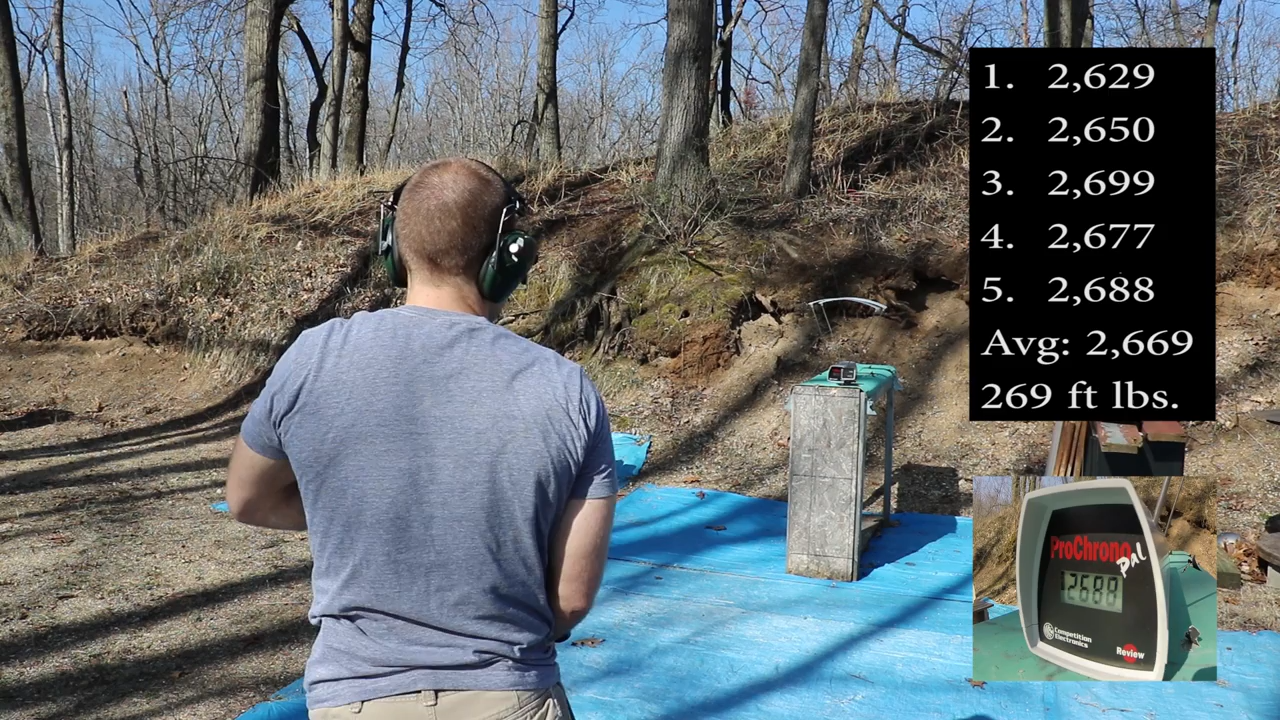 1. 2,629
2. 2,650
3. 2,699
4. 2,677
5. 2,688
Avg: 2,669
269 ft lbs.
ProChrono
Pal
2688
Competition
Electronics
Review